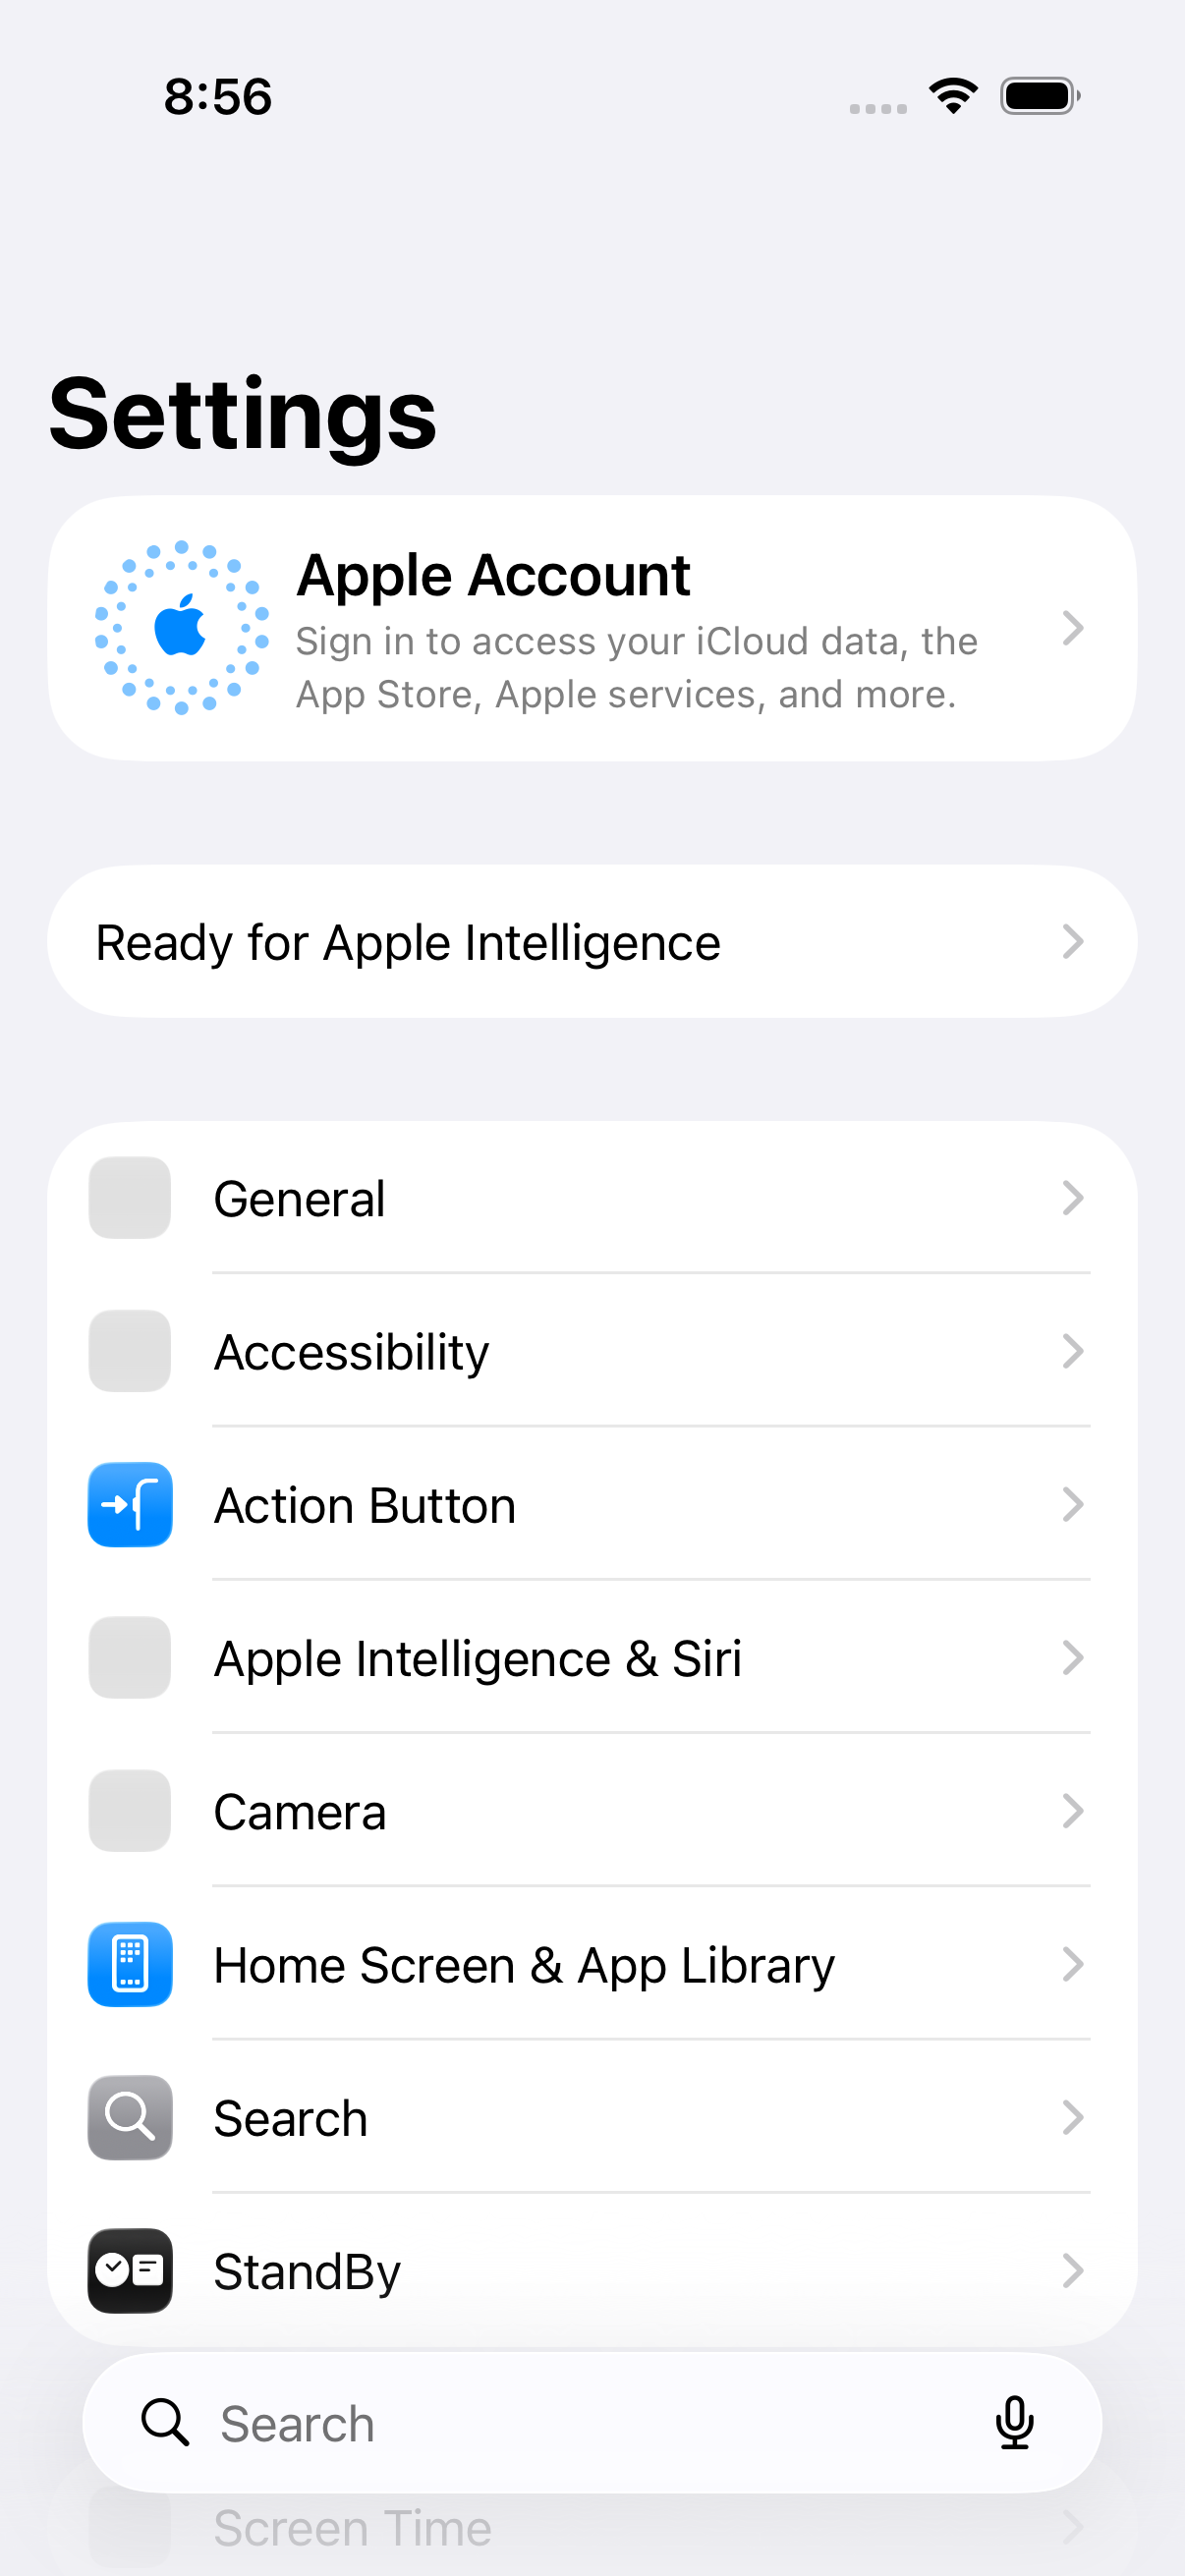 8:56
Settings
Apple Account
Sign in to access your iCloud data, the
App Store, Apple services, and more.
Ready for Apple Intelligence
General
Accessibility
Action Button
Apple Intelligence & Siri
Camera
Home Screen & App Library
Search
StandBy
Search
Screen Time